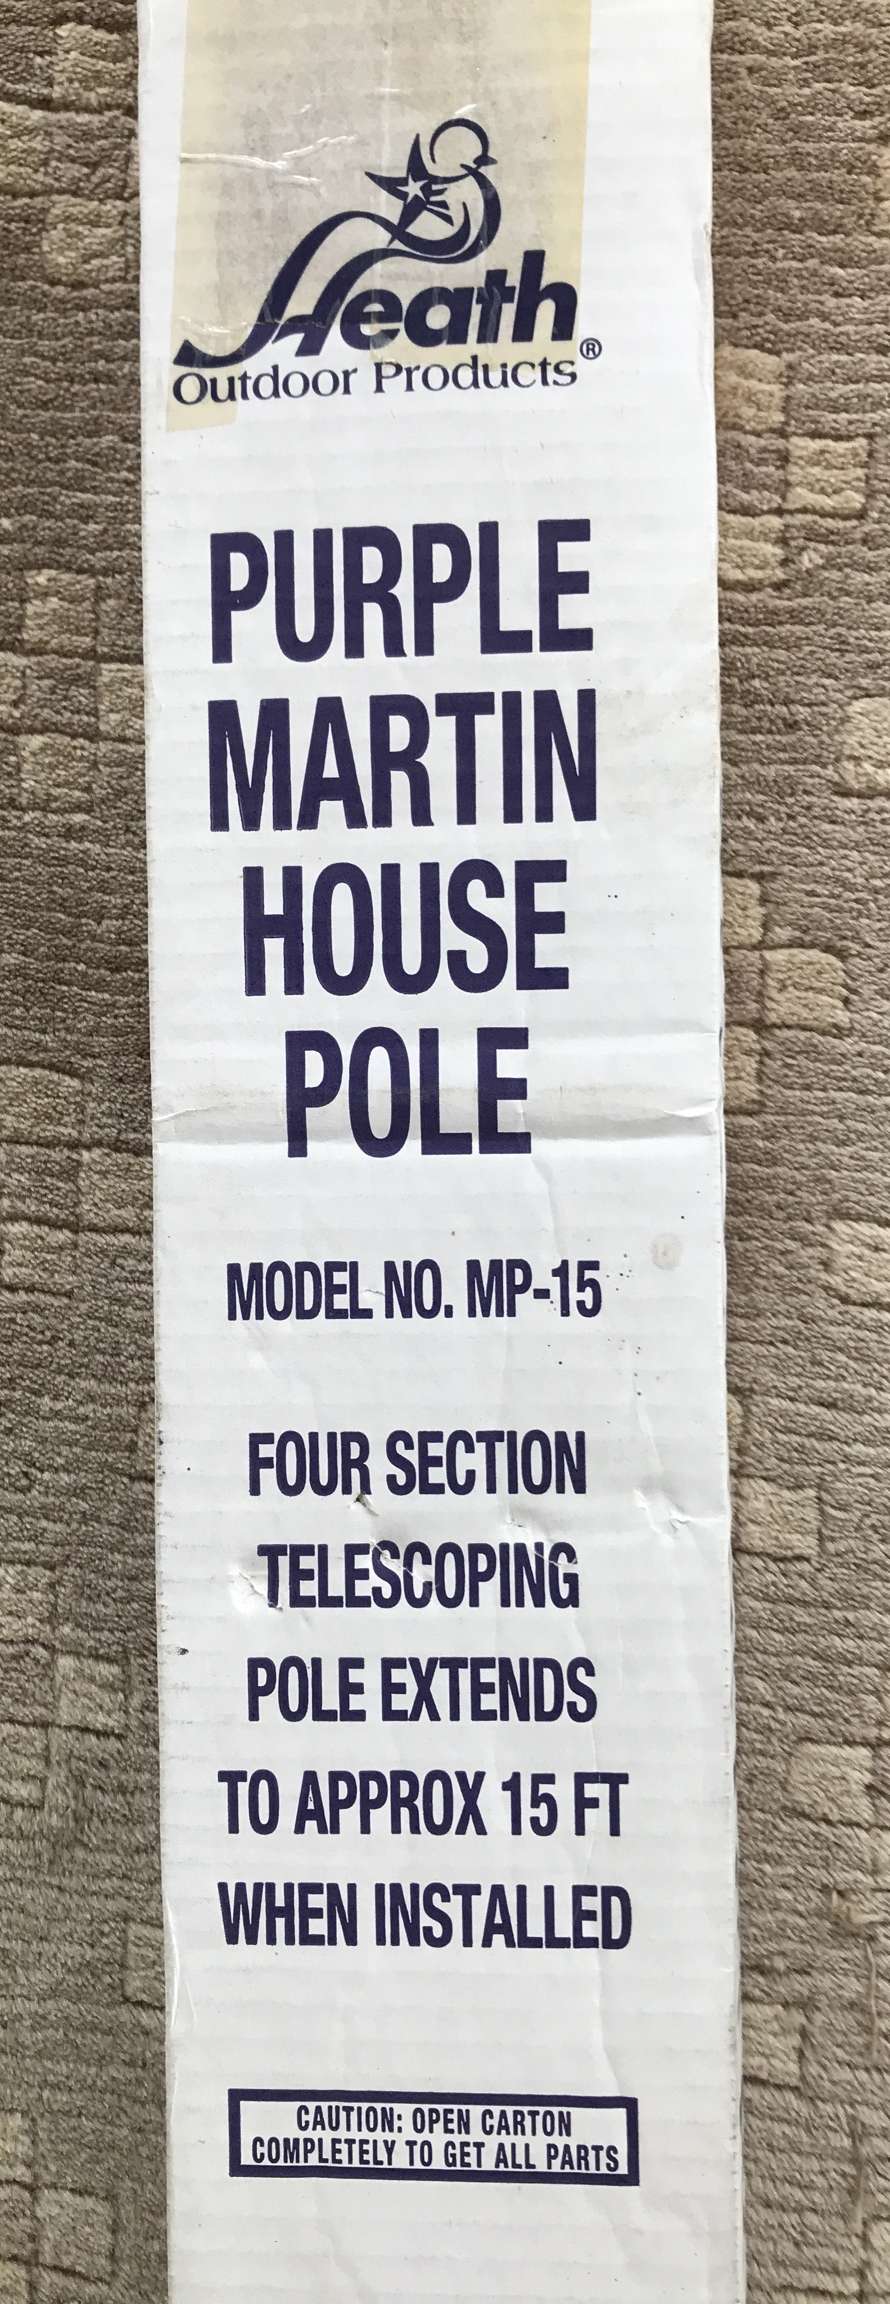 Heath®
Outdoor Products
PURPLE
MARTIN
HOUSE
POLE
MODEL NO. MP-15
FOUR SECTION
TELESCOPING
POLE EXTENDS
TO APPROX 15 FT
WHEN INSTALLED
CAUTION: OPEN CARTON
COMPLETELY TO GET ALL PARTS